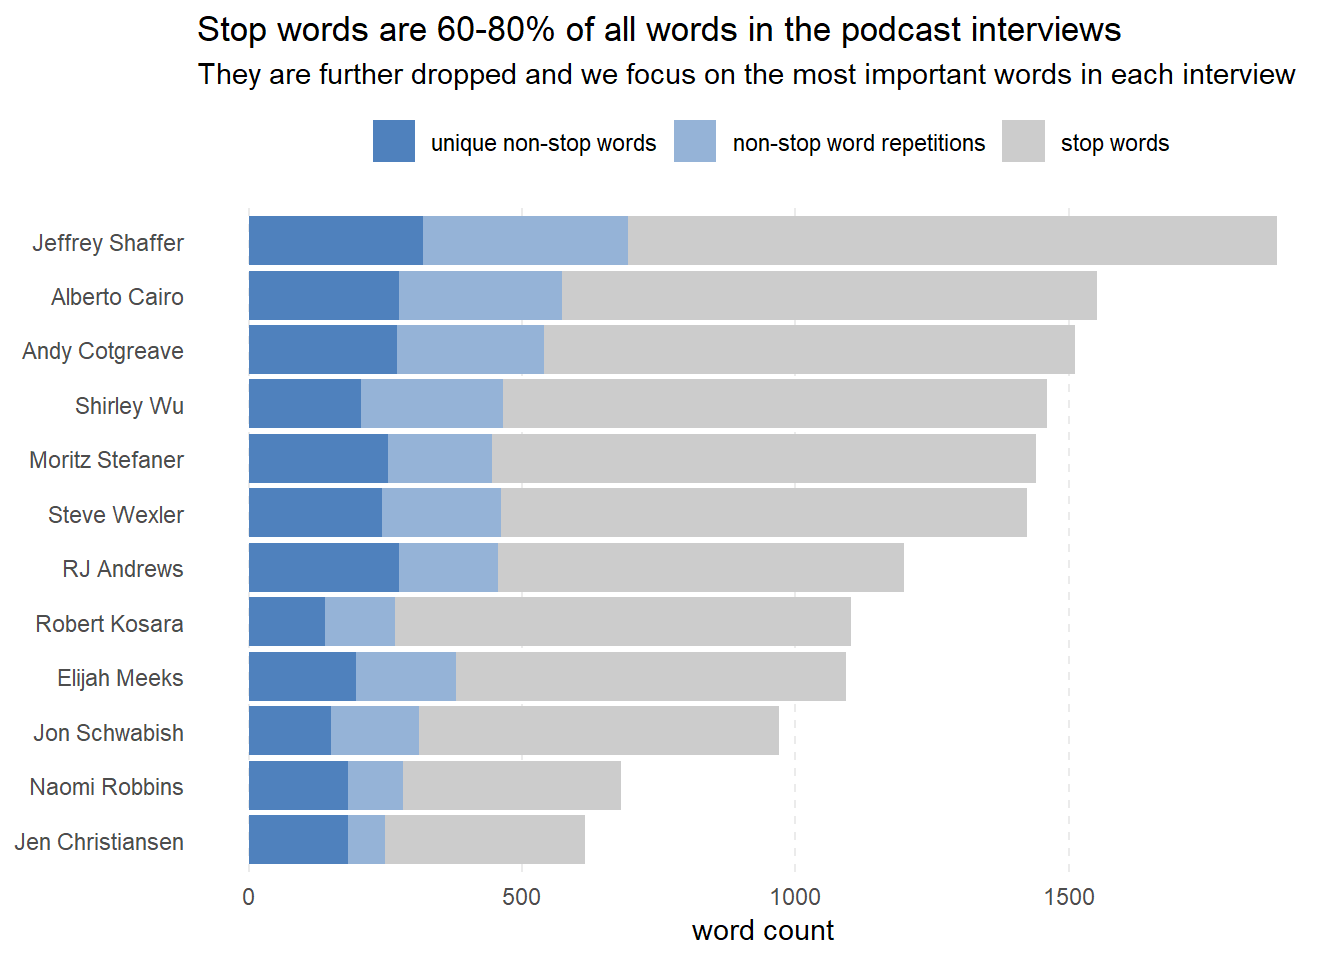 Stop words are 60-80% of all words in the podcast interviews
They are further dropped and we focus on the most important words in each interview
unique non-stop words non-stop word repetitions stop words
Jeffrey Shaffer
Alberto Cairo
Andy Cotgreave
Shirley Wu
Moritz Stefaner
Steve Wexler
RJ Andrews
Robert Kosara
Elijah Meeks
Jon Schwabish
Naomi Robbins
Jen Christiansen
0 500 1000 1500
word count